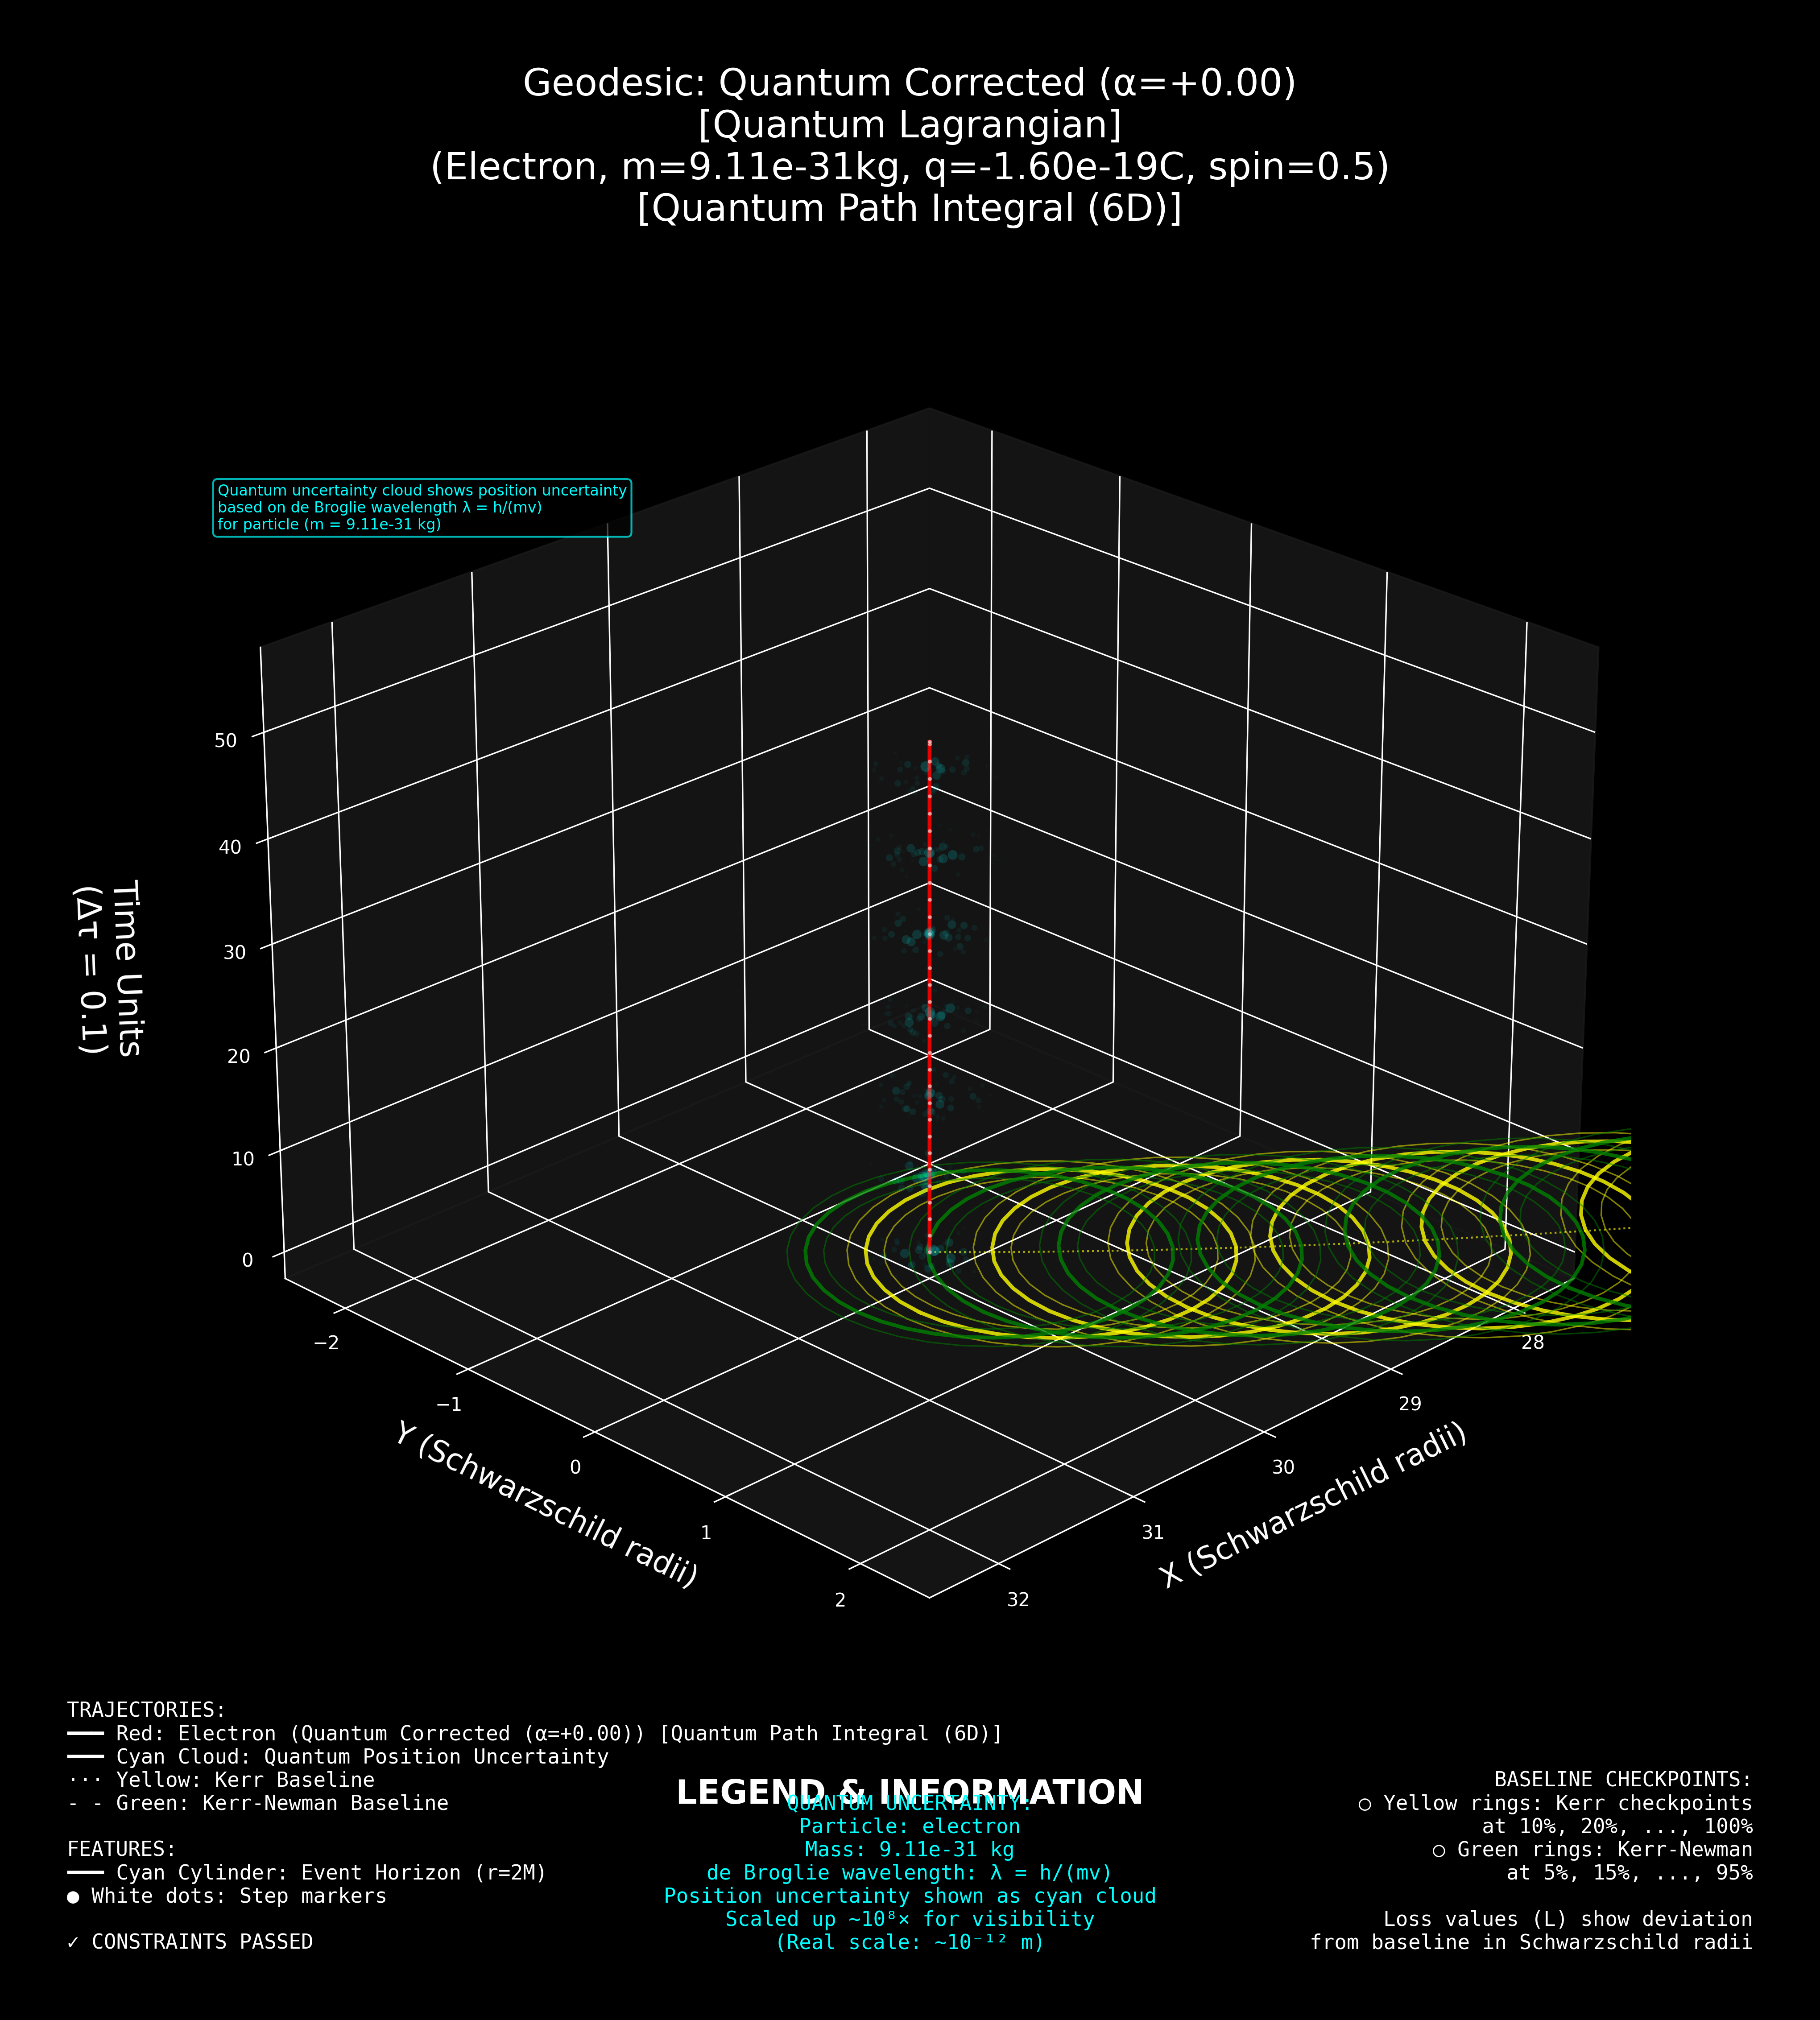 Geodesic: Quantum Corrected (α=+0.00)
[Quantum Lagrangian]
(Electron, m=9.11e-31kg, q=-1.60e-19C, spin=0.5)
[Quantum Path Integral (6D)]
Quantum uncertainty cloud shows position uncertainty
based on de Broglie wavelength λ = h/(mv)
for particle (m = 9.11e-31 kg)
50
40
30
20
10
0
Time Units
(Δτ = 0.1)
−2
−1
0
1
2
Y (Schwarzschild radii)
28
29
30
31
32
X (Schwarzschild radii)
TRAJECTORIES:
━━━ Red: Electron (Quantum Corrected (α=+0.00)) [Quantum Path Integral (6D)]
━━━ Cyan Cloud: Quantum Position Uncertainty
··· Yellow: Kerr Baseline
- - Green: Kerr-Newman Baseline
FEATURES:
━━━ Cyan Cylinder: Event Horizon (r=2M)
● White dots: Step markers
✓ CONSTRAINTS PASSED
LEGEND & INFORMATION
QUANTUM UNCERTAINTY:
Particle: electron
Mass: 9.11e-31 kg
de Broglie wavelength: λ = h/(mv)
Position uncertainty shown as cyan cloud
Scaled up ~10⁸× for visibility
(Real scale: ~10⁻¹² m)
BASELINE CHECKPOINTS:
○ Yellow rings: Kerr checkpoints
at 10%, 20%, ..., 100%
○ Green rings: Kerr-Newman
at 5%, 15%, ..., 95%
Loss values (L) show deviation
from baseline in Schwarzschild radii